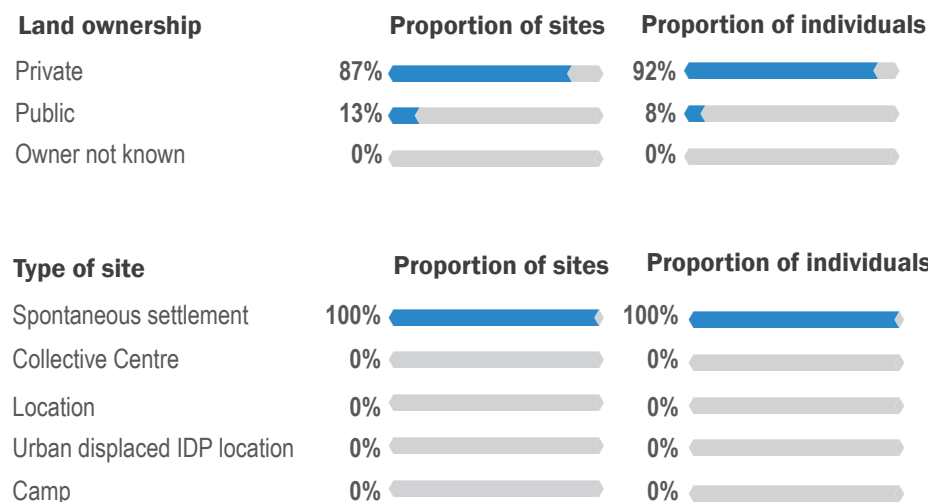 Land ownership Proportion of sites Proportion of individuals
Private 87% 92%
Public 13% 8%
Owner not known 0% 0%
Type of site Proportion of sites Proportion of individuals
Spontaneous settlement 100% 100%
Collective Centre 0% 0%
Location 0% 0%
Urban displaced IDP location 0% 0%
Camp 0% 0%